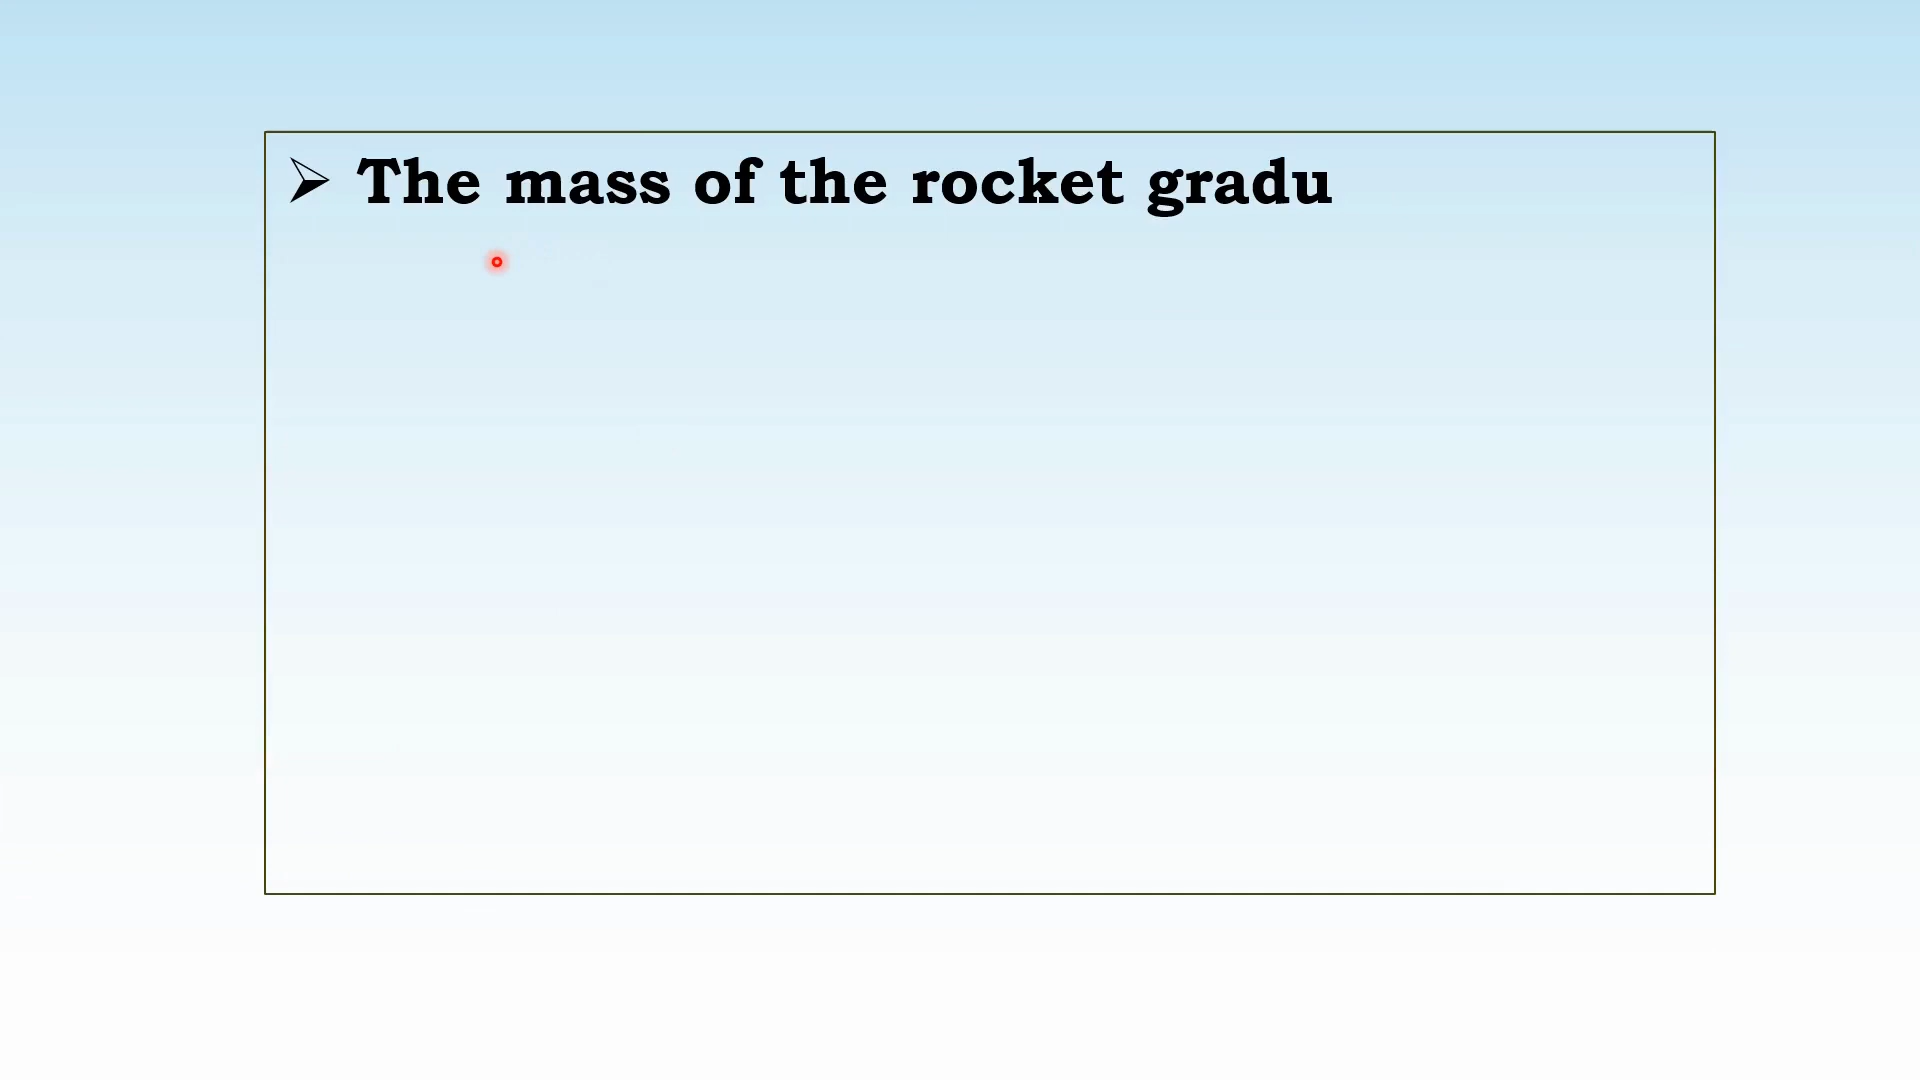 ➢ The mass of the rocket gradu